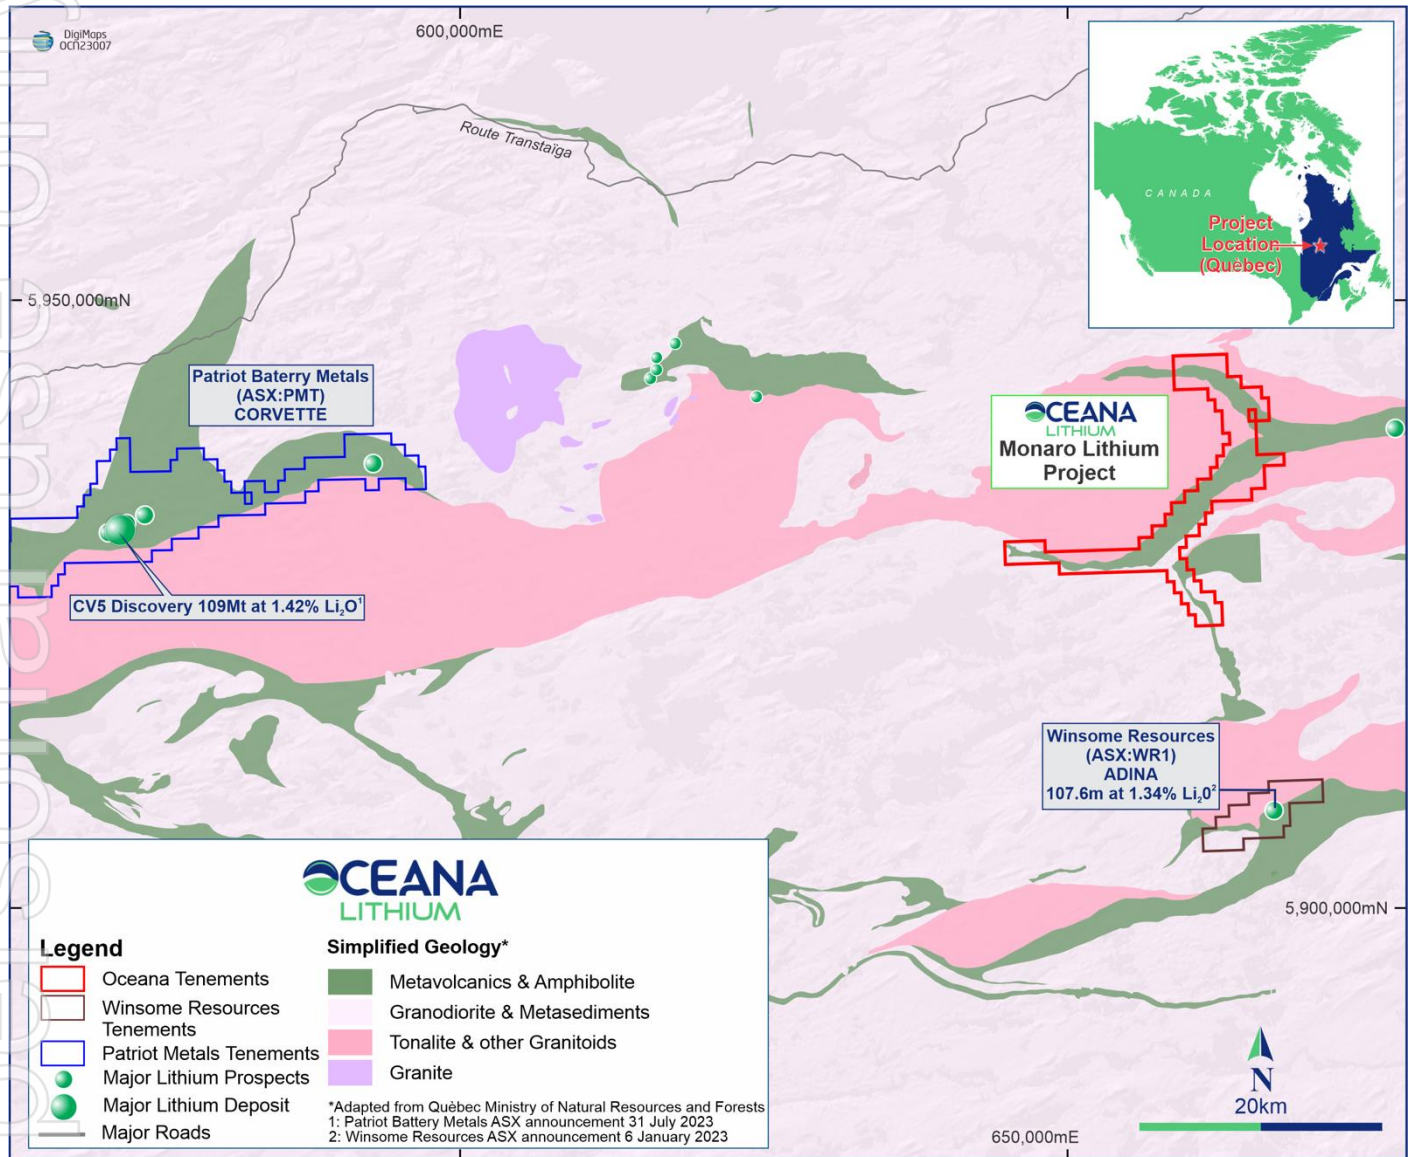 DigiMaps
OCN23007
600,000mE
Route Transtaïga
CANADA
Project
Location
(Quèbec)
5,950,000mN
Patriot Baterry Metals
(ASX:PMT)
CORVETTE
OCEANA
LITHIUM
Monaro Lithium
Project
CV5 Discovery 109Mt at 1.42% Li₂O¹
Winsome Resources
(ASX:WR1)
ADINA
107.6m at 1.34% Li₂0²
5,900,000mN
OCEANA
LITHIUM
Legend
Oceana Tenements
Winsome Resources
Tenements
Patriot Metals Tenements
Major Lithium Prospects
Major Lithium Deposit
Major Roads
Simplified Geology*
Metavolcanics & Amphibolite
Granodiorite & Metasediments
Tonalite & other Granitoids
Granite
*Adapted from Quèbec Ministry of Natural Resources and Forests
1: Patriot Battery Metals ASX announcement 31 July 2023
2: Winsome Resources ASX announcement 6 January 2023
N
20km
650,000mE